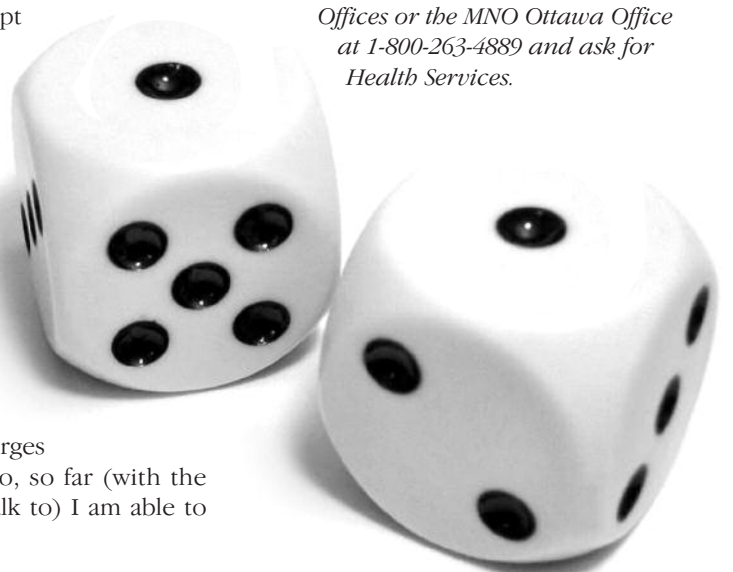 pt
Offices or the MNO Ottawa Office
at 1-800-263-4889 and ask for
Health Services.
rges
o, so far (with the
lk to) I am able to